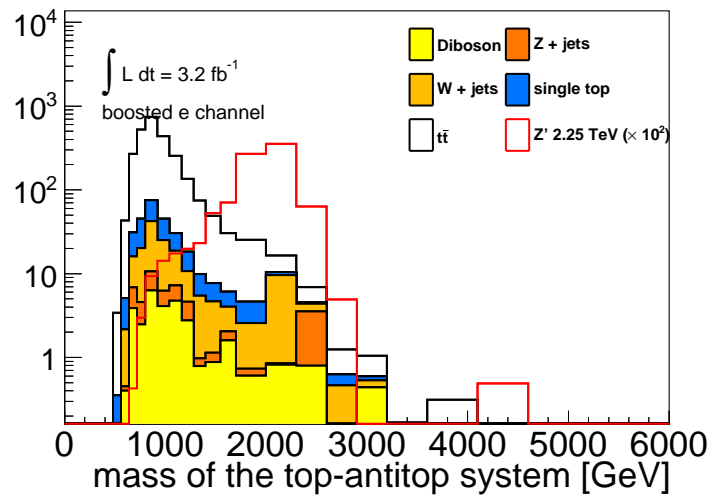 10⁴
10³
10²
10
1
∫ L dt = 3.2 fb⁻¹
boosted e channel
Diboson
Z + jets
W + jets
single top
tt̄
Z' 2.25 TeV (× 10²)
0 1000 2000 3000 4000 5000 6000
mass of the top-antitop system [GeV]